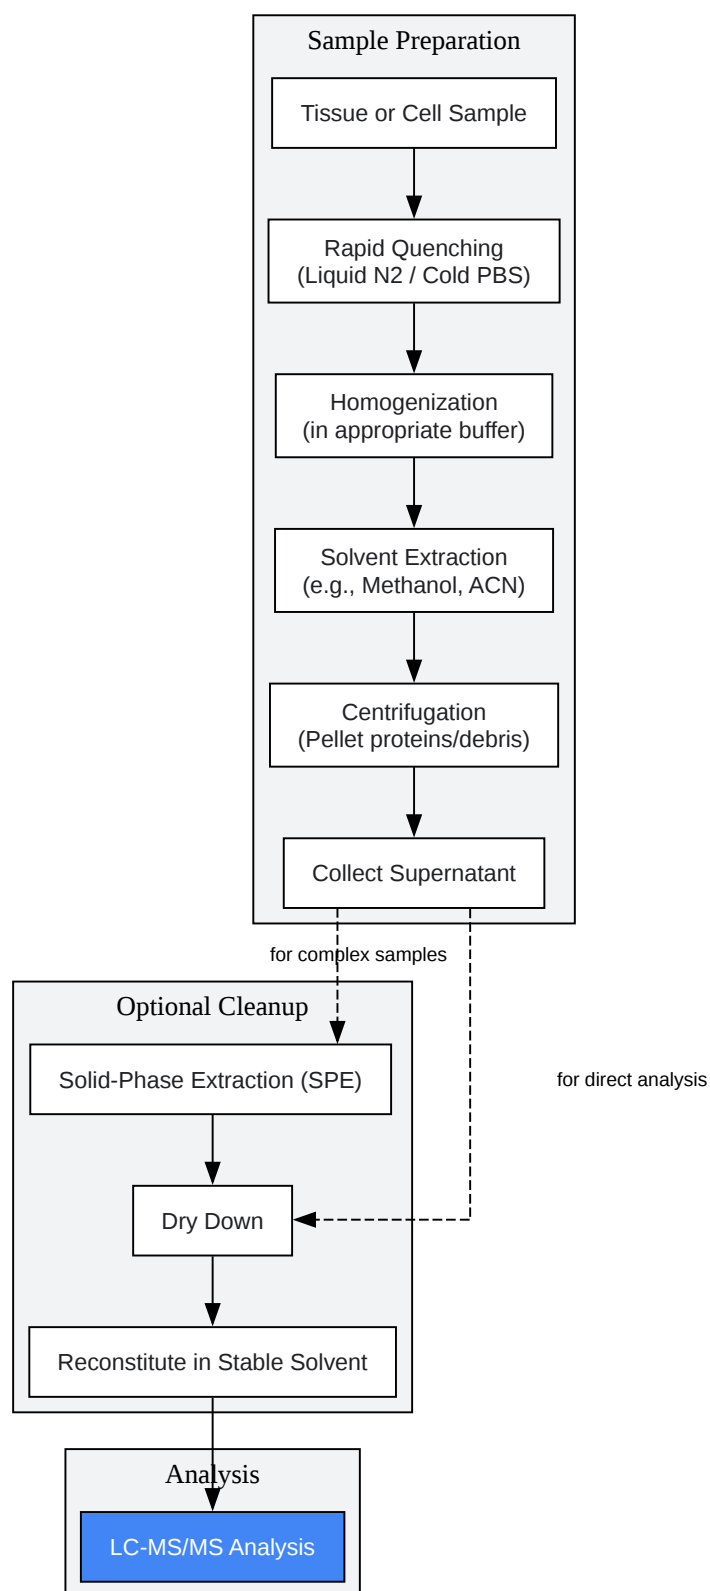 Sample Preparation
Tissue or Cell Sample
Rapid Quenching
(Liquid N2 / Cold PBS)
Homogenization
(in appropriate buffer)
Solvent Extraction
(e.g., Methanol, ACN)
Centrifugation
(Pellet proteins/debris)
Collect Supernatant
for complex samples
Optional Cleanup
Solid-Phase Extraction (SPE)
for direct analysis
Dry Down
Reconstitute in Stable Solvent
Analysis
LC-MS/MS Analysis